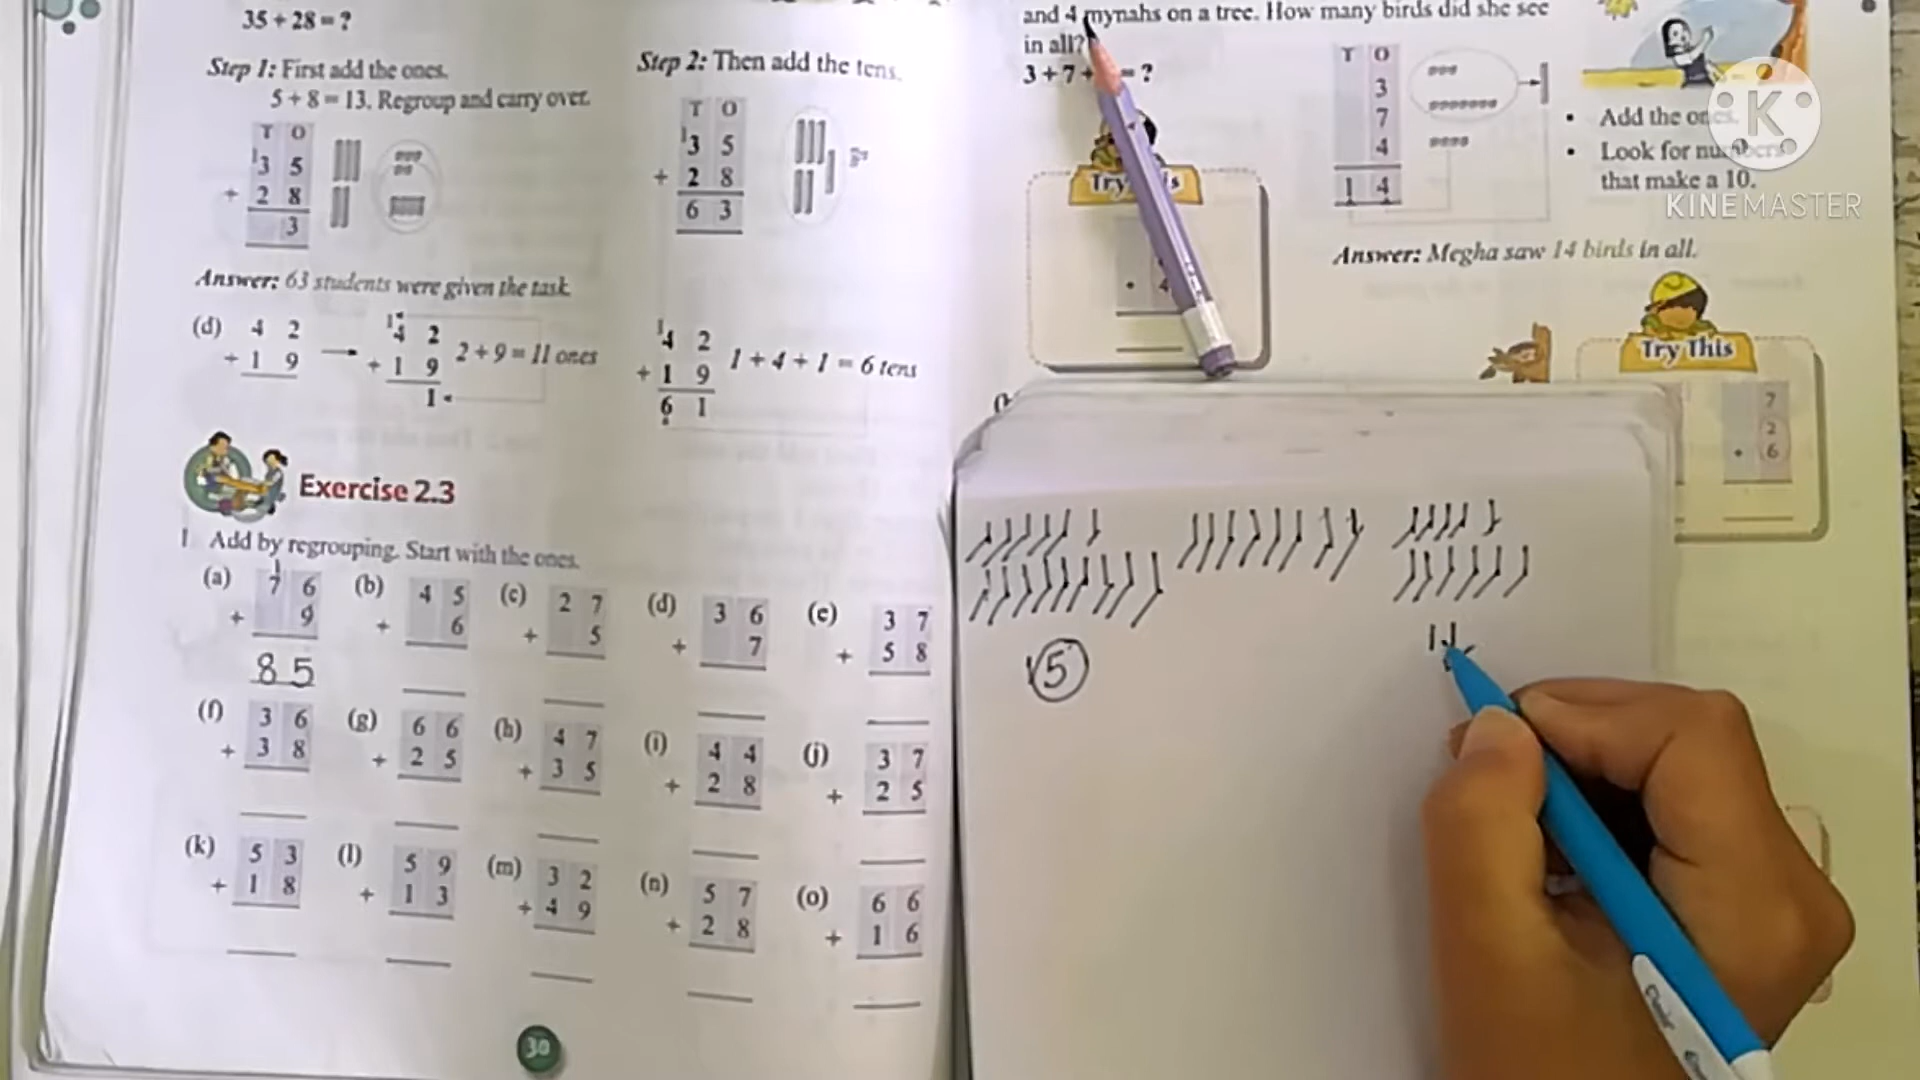 35 + 28 = ?
Step 1: First add the ones.
5 + 8 = 13. Regroup and carry over.
T O
1
3 5
+ 2 8
3
Step 2: Then add the tens.
T O
1
3 5
+ 2 8
6 3
Answer: 63 students were given the task.
(d) 4 2
+ 1 9
1
4 2
+ 1 9
1
2 + 9 = 11 ones
1
4 2
+ 1 9
6 1
1 + 4 + 1 = 6 tens
Exercise 2.3
1 Add by regrouping. Start with the ones.
(a) 7 6 (b) 4 5 (c) 2 7 (d) 3 6 (e) 3 7
+ 9 + 6 + 5 + 7 + 5 8
1
8 5
(f) 3 6 (g) 6 6 (h) 4 7 (i) 4 4 (j) 3 7
+ 3 8 + 2 5 + 3 5 + 2 8 + 2 5
(k) 5 3 (l) 5 9 (m) 3 2 (n) 5 7 (o) 6 6
+ 1 8 + 1 3 + 4 9 + 2 8 + 1 6
30
and 4 mynahs on a tree. How many birds did she see
in all?
3 + 7 + = ?
T O
3
7
4
1 4
• Add the
• Look for numbers
that make a 10.
K
KINEMASTER
Answer: Megha saw 14 birds in all.
Try This
7
2
6
15